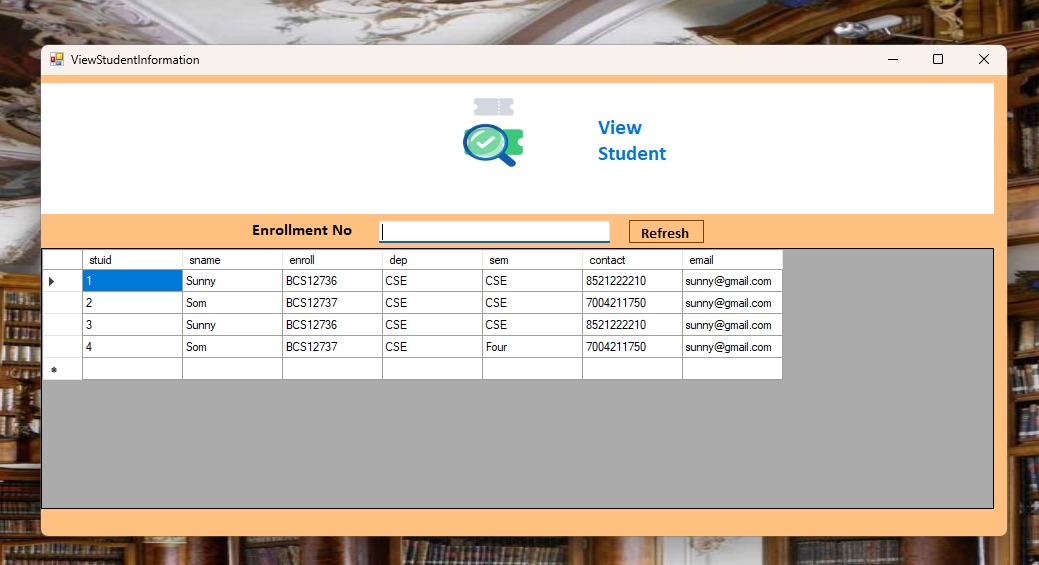 ViewStudentInformation
View
Student
Enrollment No
Refresh
stuid sname enroll dep sem contact email
1 Sunny BCS12736 CSE CSE 8521222210 sunny@gmail.com
2 Som BCS12737 CSE CSE 7004211750 sunny@gmail.com
3 Sunny BCS12736 CSE CSE 8521222210 sunny@gmail.com
4 Som BCS12737 CSE Four 7004211750 sunny@gmail.com